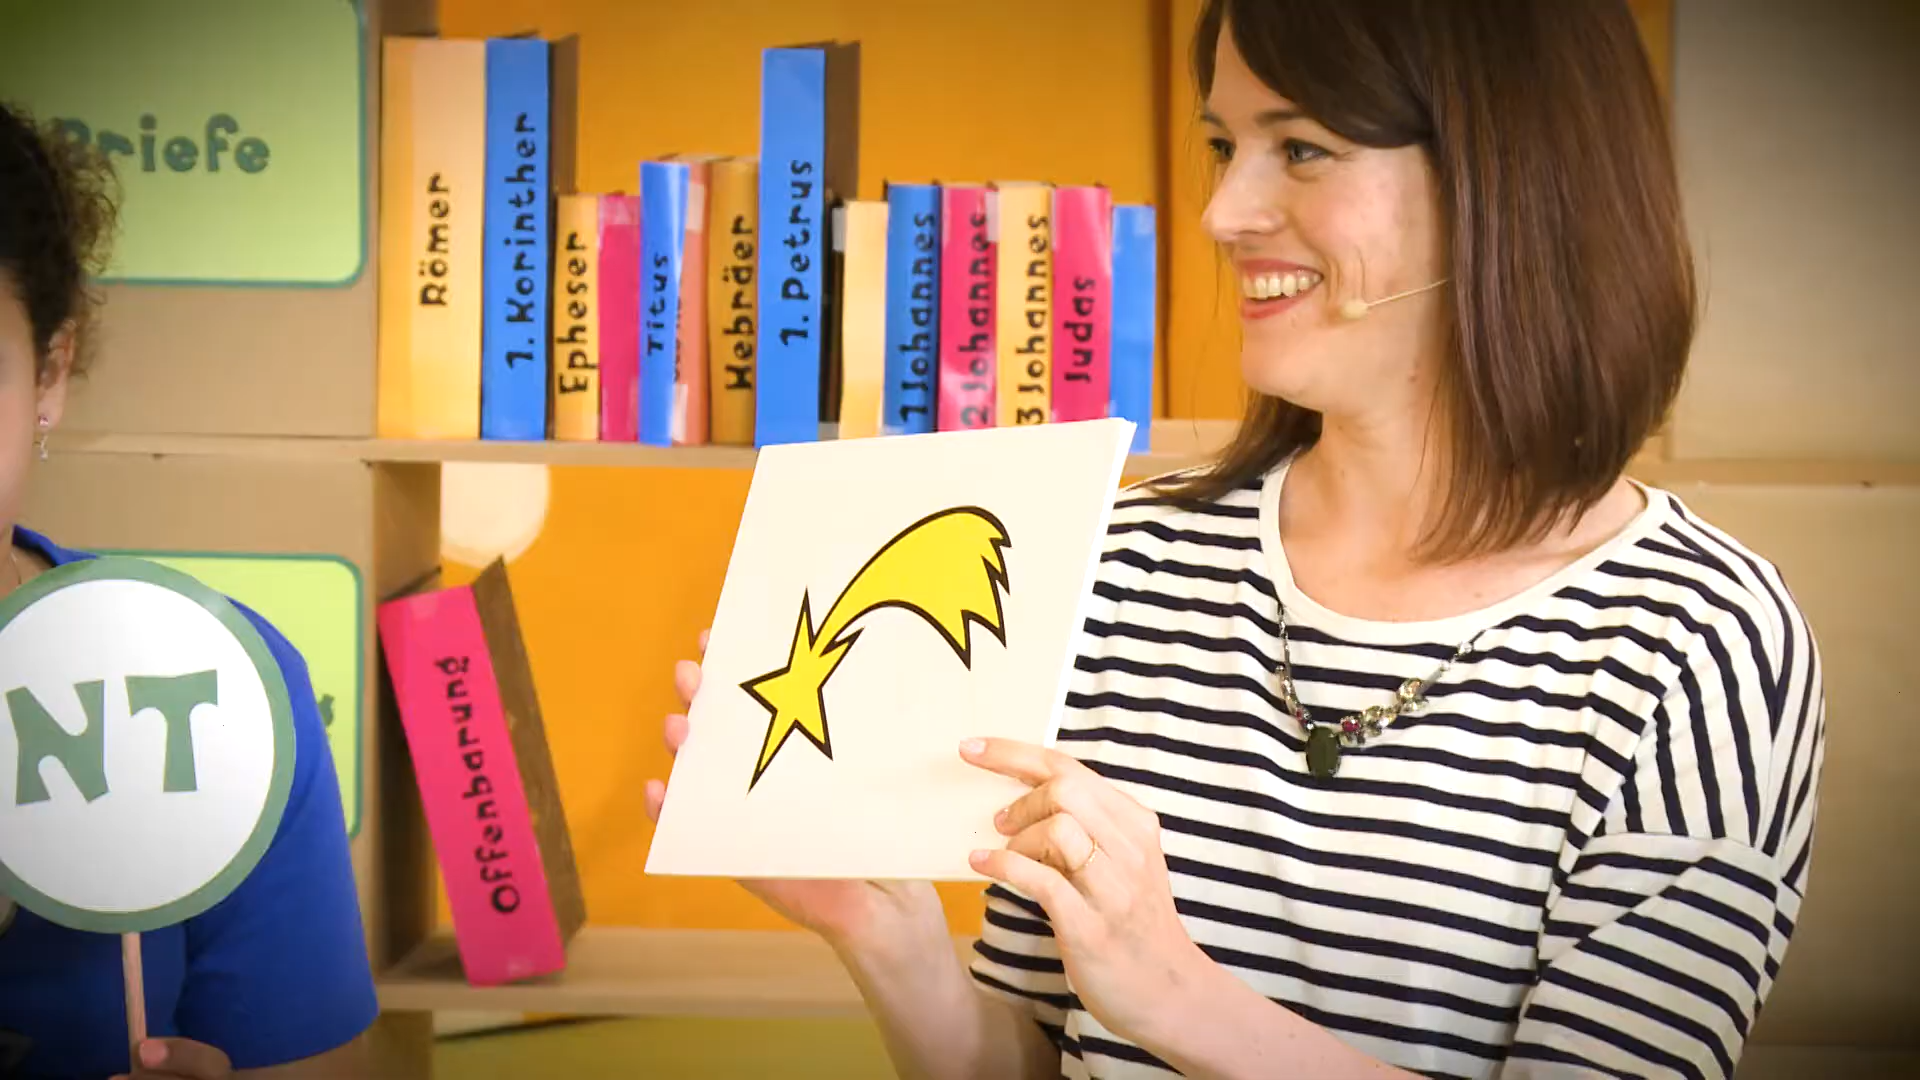 Briefe
Römer
1. Korinther
Epheser
Titus
Hebräer
1. Petrus
1 Johannes
2 Johannes
3 Johannes
Judas
NT
Offenbarung